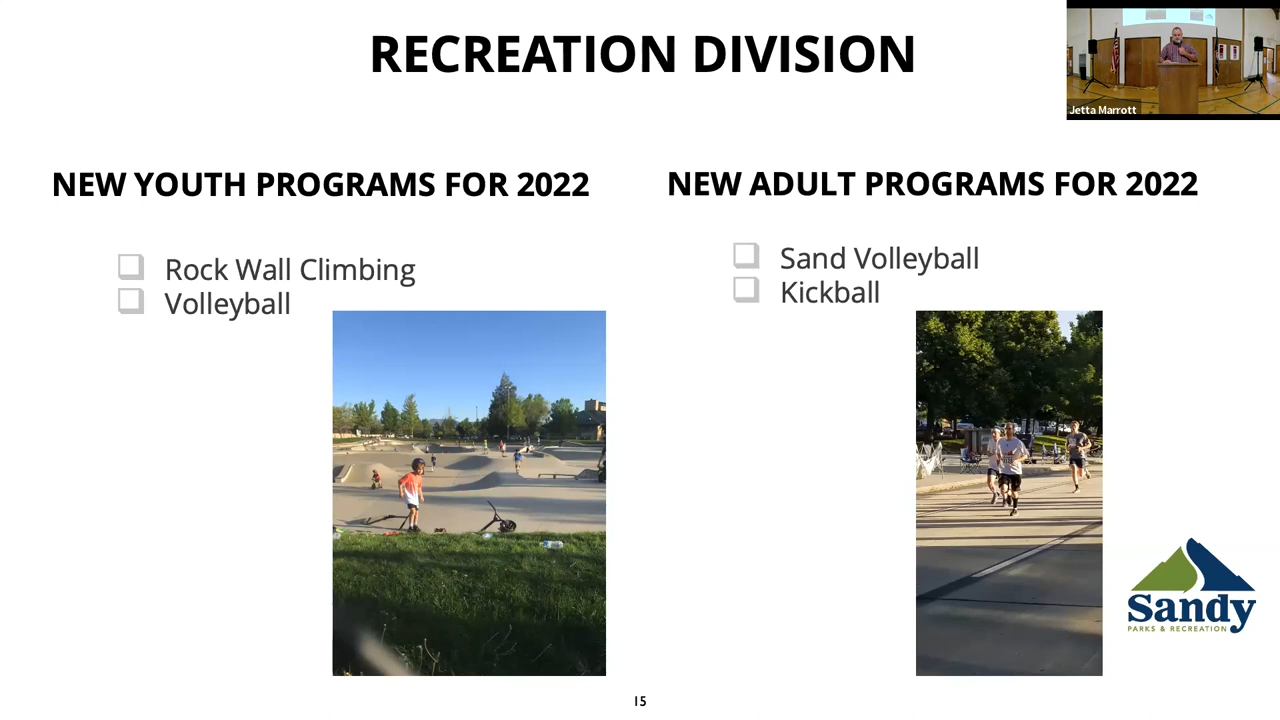 RECREATION DIVISION
Jetta Marrott
NEW YOUTH PROGRAMS FOR 2022
Rock Wall Climbing
Volleyball
NEW ADULT PROGRAMS FOR 2022
Sand Volleyball
Kickball
Sandy
PARKS & RECREATION
15